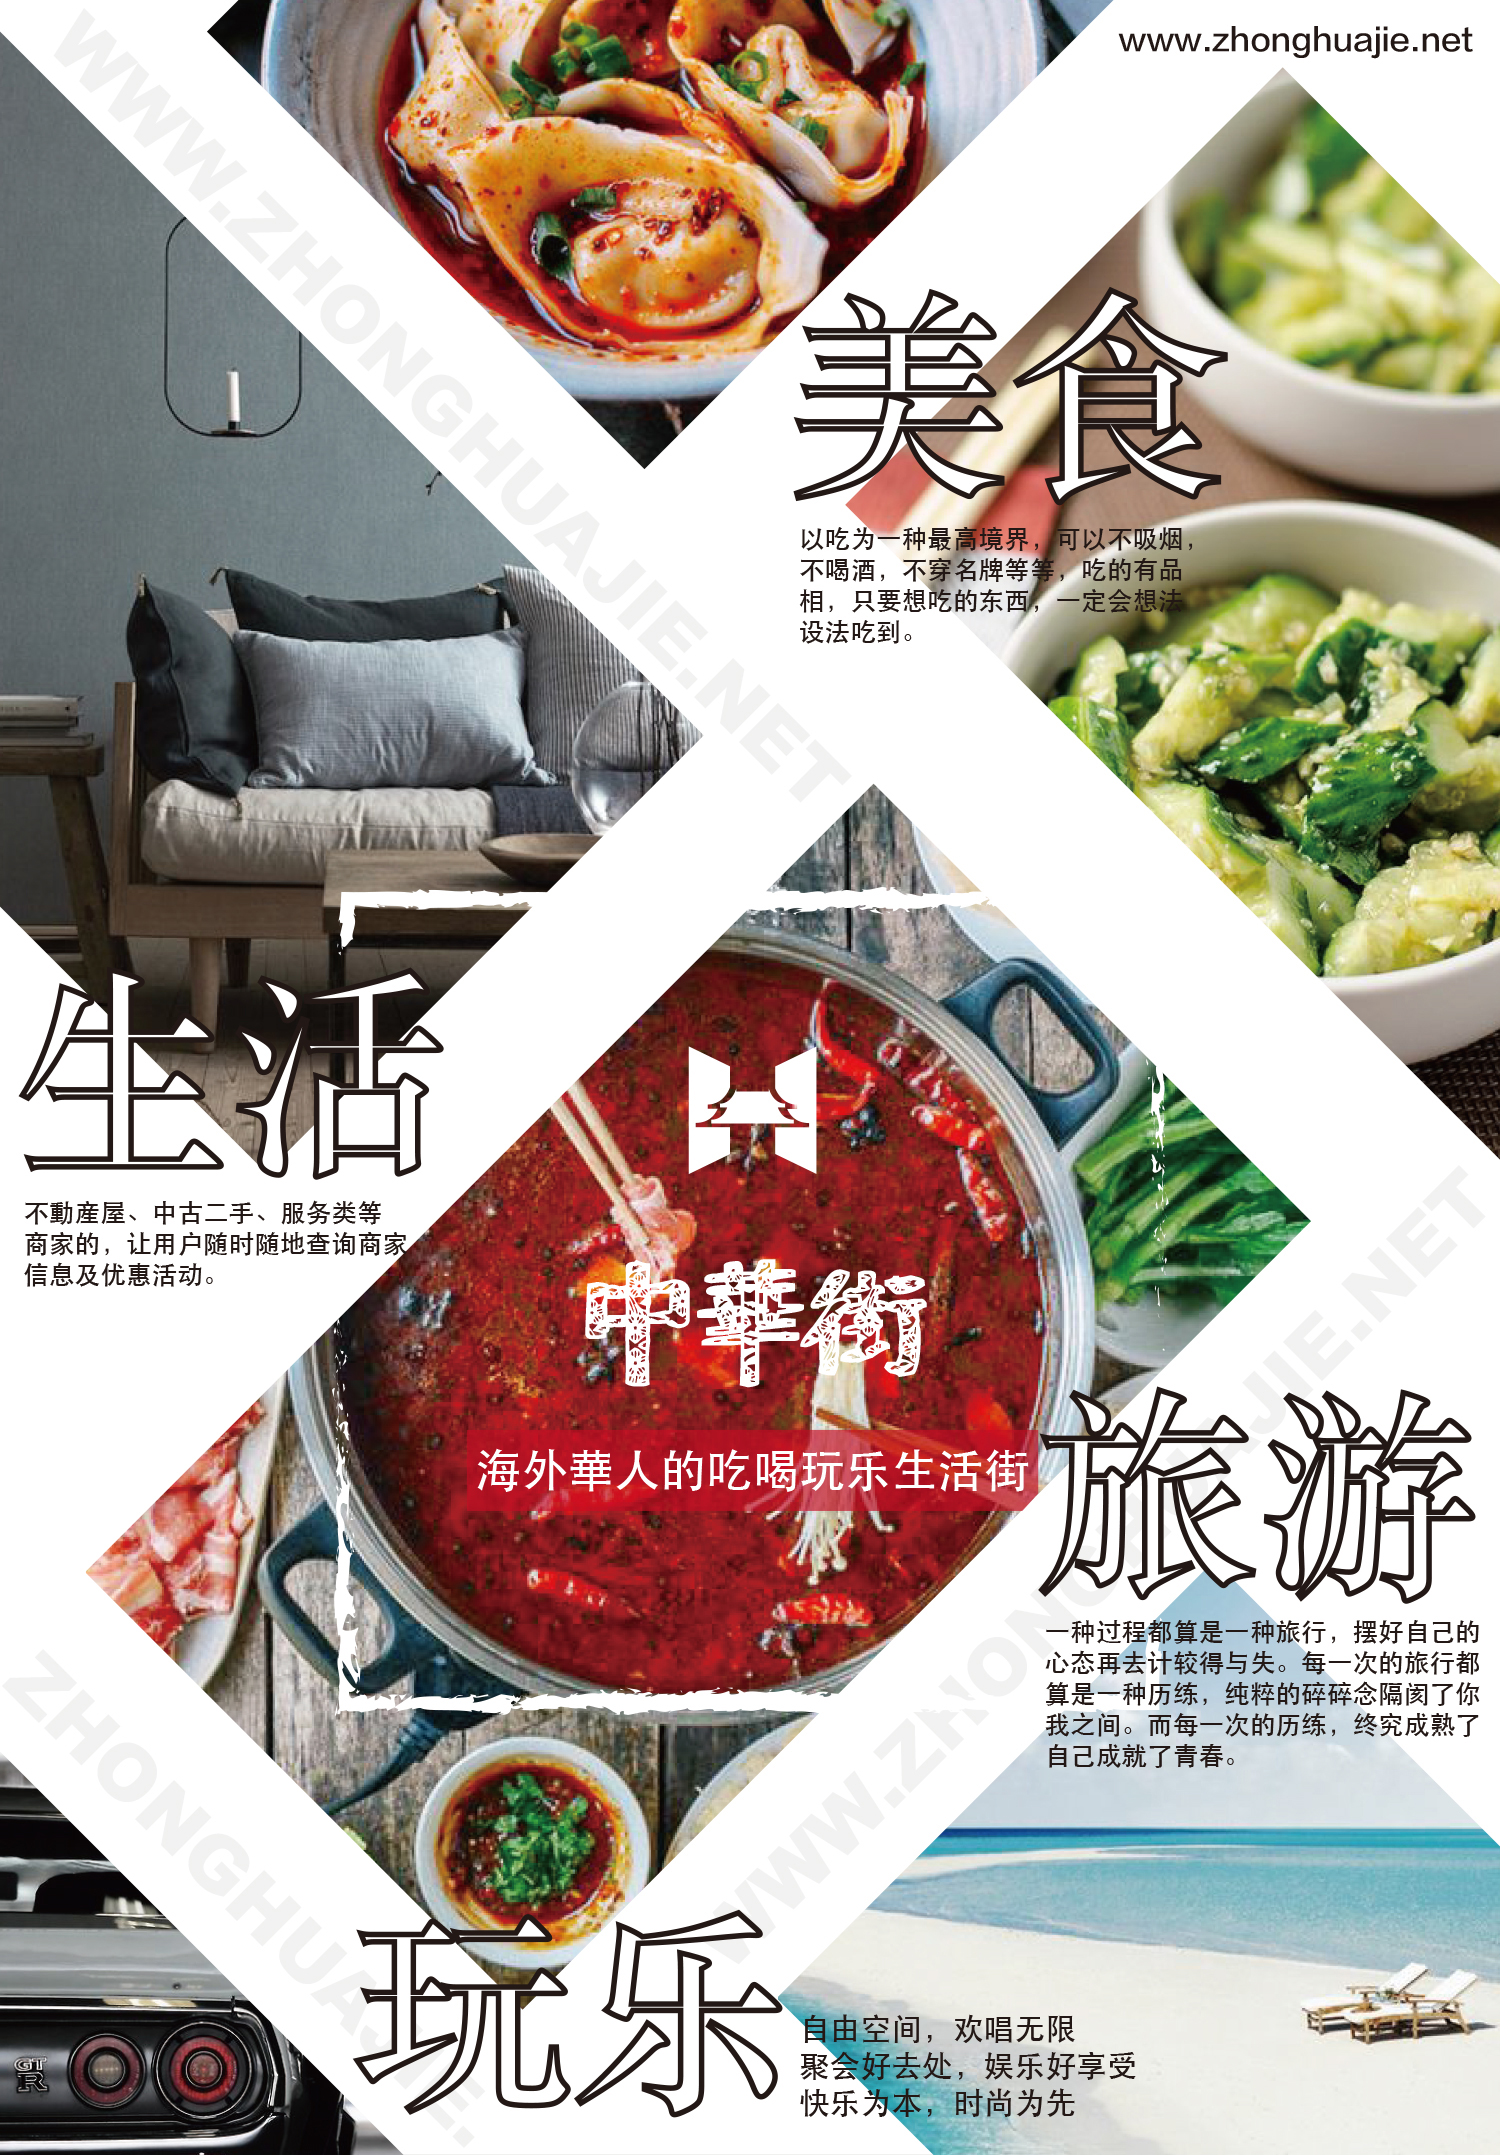 www.zhonghuajie.net
WWW.ZHONGHUAJIE.NET
美食
以吃为一种最高境界，可以不吸烟，
不喝酒，不穿名牌等等，吃的有品
相，只要想吃的东西，一定会想法
设法吃到。
生活
不動産屋、中古二手、服务类等
商家的，让用户随时随地查询商家
信息及优惠活动。
中華街
海外華人的吃喝玩乐生活街
旅游
一种过程都算是一种旅行，摆好自己的
心态再去计较得与失。每一次的旅行都
算是一种历练，纯粹的碎碎念隔阂了你
我之间。而每一次的历练，终究成熟了
自己成就了青春。
WWW.ZHONGHUAJIE.NET
ZHONGHUAJIE.
玩乐
自由空间，欢唱无限
聚会好去处，娱乐好享受
快乐为本，时尚为先
GT
R